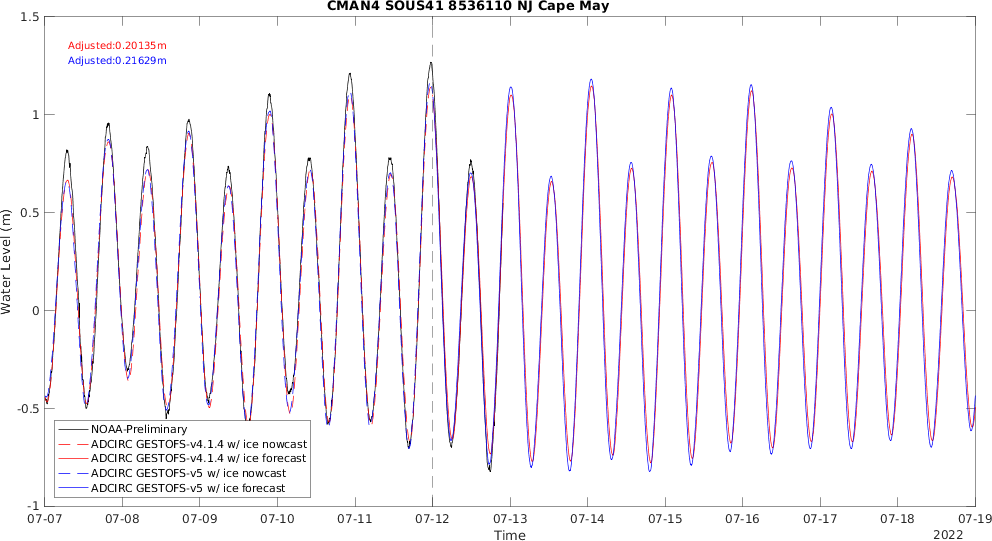 CMAN4 SOUS41 8536110 NJ Cape May
Adjusted:0.20135m
Adjusted:0.21629m
1.5
1
0.5
0
-0.5
-1
Water Level (m)
NOAA-Preliminary
ADCIRC GESTOFS-v4.1.4 w/ ice nowcast
ADCIRC GESTOFS-v4.1.4 w/ ice forecast
ADCIRC GESTOFS-v5 w/ ice nowcast
ADCIRC GESTOFS-v5 w/ ice forecast
07-07 07-08 07-09 07-10 07-11 07-12 07-13 07-14 07-15 07-16 07-17 07-18 07-19
Time
2022